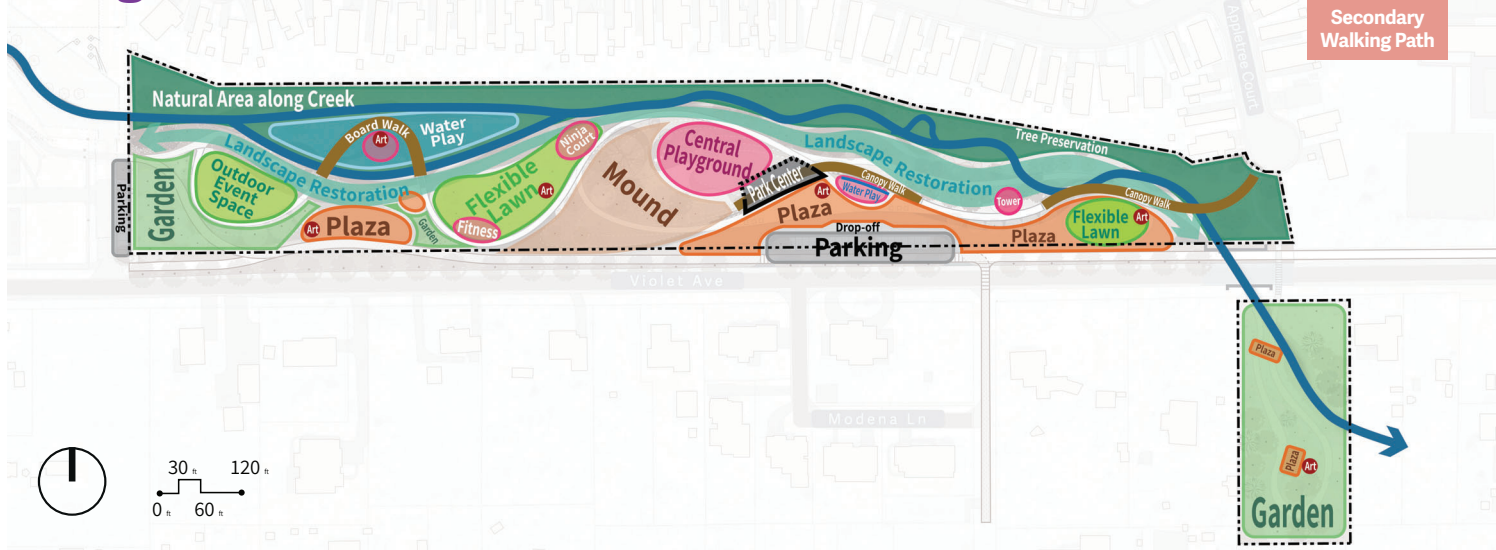 Secondary
Walking Path
Appletree Court
Natural Area along Creek
Board Walk
Art
Water
Play
Ninja
Court
Tree Preservation
Landscape Restoration
Central
Playground
Landscape Restoration
Parking
Garden
Outdoor
Event
Space
Flexible
Lawn
Art
Mound
Park Center
Canopy Walk
Art
Water Play
Tower
Canopy Walk
Flexible
Lawn
Art
Art
Plaza
Garden
Fitness
Plaza
Drop-off
Parking
Plaza
Violet Ave
Plaza
Modena Ln
Plaza
Art
Garden
30 ft
120 ft
0 ft
60 ft